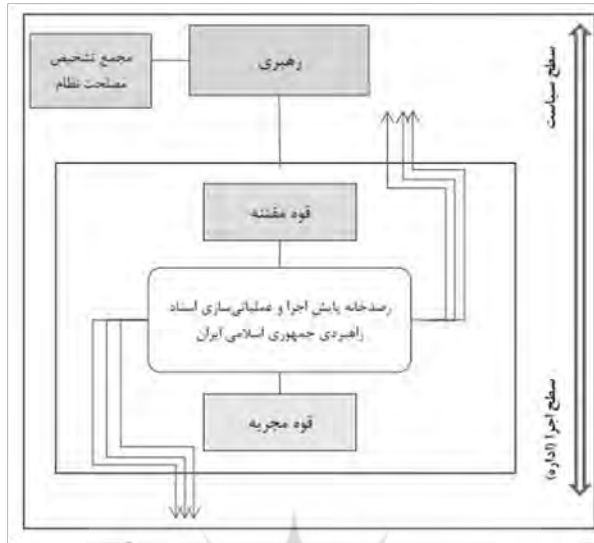 رهبری
مجمع تشخیص
مصلحت نظام
سطح سیاست
قوه مقننه
رصدخانه پایش اجرا و عملیاتی‌سازی اسناد
راهبردی جمهوری اسلامی ایران
قوه مجریه
سطح اجرا (اداره)